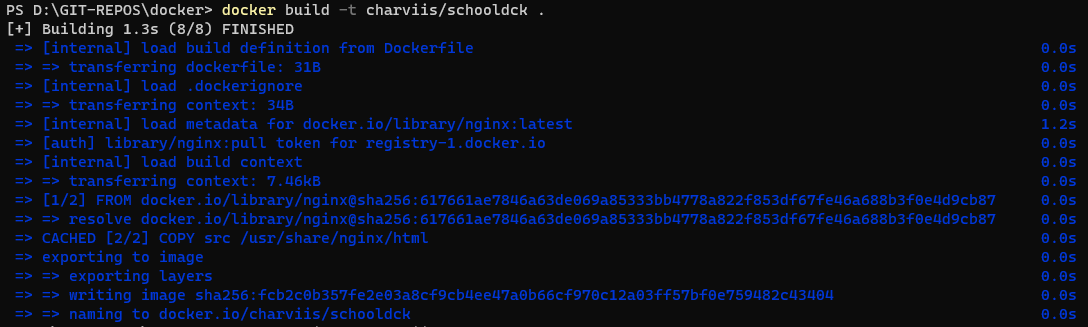 PS D:\GIT-REPOS\docker> docker build -t charviis/schooldck .
[+] Building 1.3s (8/8) FINISHED
=> [internal] load build definition from Dockerfile 0.0s
=> => transferring dockerfile: 31B 0.0s
=> [internal] load .dockerignore 0.0s
=> => transferring context: 34B 0.0s
=> [internal] load metadata for docker.io/library/nginx:latest 1.2s
=> [auth] library/nginx:pull token for registry-1.docker.io 0.0s
=> [internal] load build context 0.0s
=> => transferring context: 7.46kB 0.0s
=> [1/2] FROM docker.io/library/nginx@sha256:617661ae7846a63de069a85333bb4778a822f853df67fe46a688b3f0e4d9cb87 0.0s
=> => resolve docker.io/library/nginx@sha256:617661ae7846a63de069a85333bb4778a822f853df67fe46a688b3f0e4d9cb87 0.0s
=> CACHED [2/2] COPY src /usr/share/nginx/html 0.0s
=> exporting to image 0.0s
=> => exporting layers 0.0s
=> => writing image sha256:fcb2c0b357fe2e03a8cf9cb4ee47a0b66cf970c12a03ff57bf0e759482c43404 0.0s
=> => naming to docker.io/charviis/schooldck 0.0s